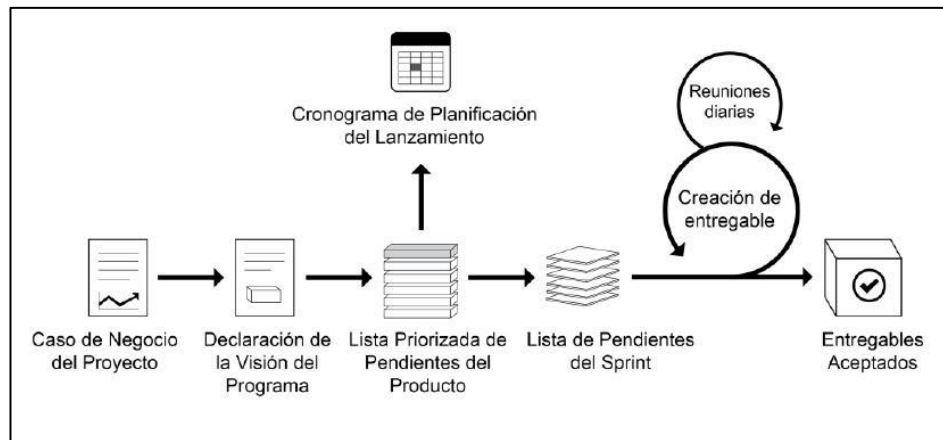 Cronograma de Planificación
del Lanzamiento
Reuniones
diarias
Creación de
entregable
Caso de Negocio
del Proyecto
Declaración de
la Visión del
Programa
Lista Priorizada de
Pendientes del
Producto
Lista de Pendientes
del Sprint
Entregables
Aceptados